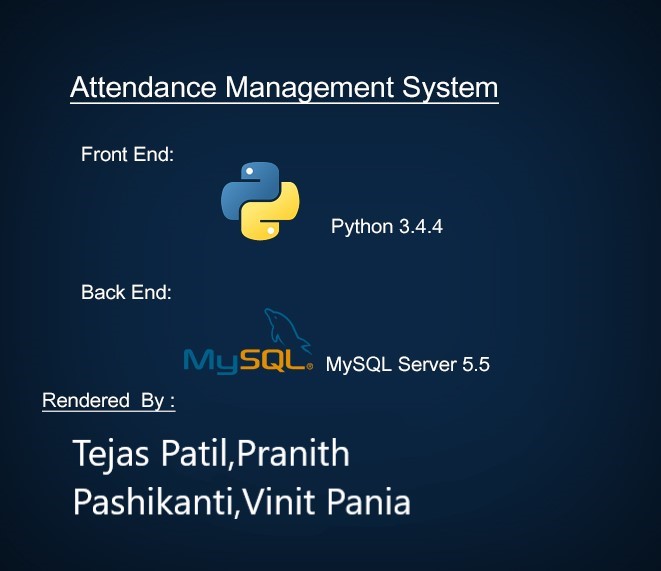 Attendance Management System
Front End:
Python 3.4.4
Back End:
MySQL® MySQL Server 5.5
Rendered By :
Tejas Patil,Pranith
Pashikanti,Vinit Pania